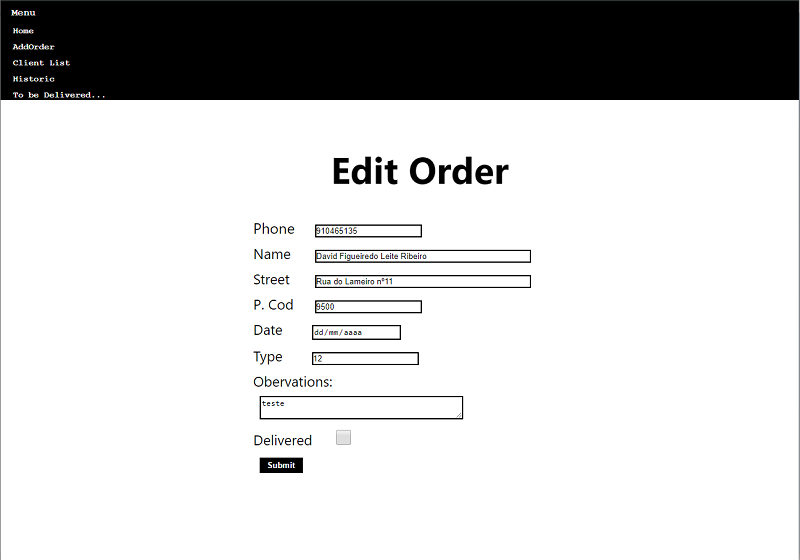 Menu
Home
AddOrder
Client List
Historic
To be Delivered...
Edit Order
Phone 910465135
Name David Figueiredo Leite Ribeiro
Street Rua do Lameiro nº11
P. Cod 9500
Date dd/mm/aaaa
Type 12
Obervations:
teste
Delivered
Submit